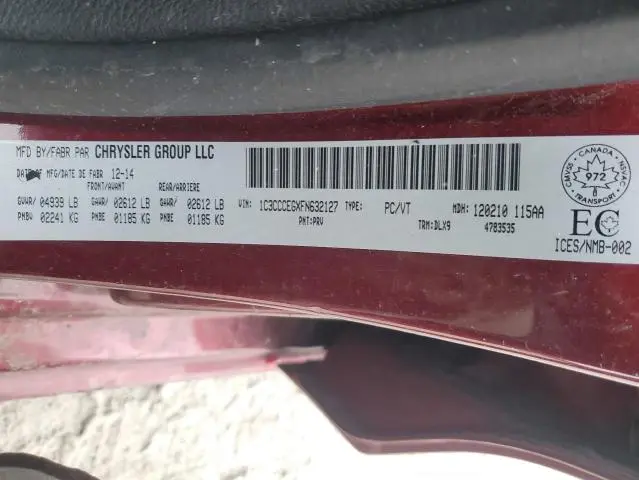 MFD BY/FABR PAR CHRYSLER GROUP LLC
DATE OF MFG/DATE DE FABR 12-14
FRONT/AVANT REAR/ARRIERE
GVWR/ 04939 LB GAWR/ 02612 LB GAWR/ 02612 LB
PNBV 02241 KG PNBE 01185 KG PNBE 01185 KG
VIN: 1C3CCCEGXFN632127 TYPE: PC/VT MDH: 120210 115AA
PNT:PRV TRM:DLX9 4783535
CMVSS · CANADA · NSVAC
972
TRANSPORT
EC
ICES/NMB-002